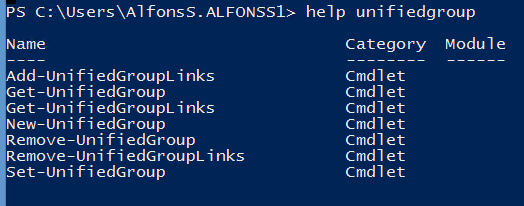 PS C:\Users\AlfonsS.ALFONSS1> help unifiedgroup
Name Category Module
---- -------- ------
Add-UnifiedGroupLinks Cmdlet
Get-UnifiedGroup Cmdlet
Get-UnifiedGroupLinks Cmdlet
New-UnifiedGroup Cmdlet
Remove-UnifiedGroup Cmdlet
Remove-UnifiedGroupLinks Cmdlet
Set-UnifiedGroup Cmdlet